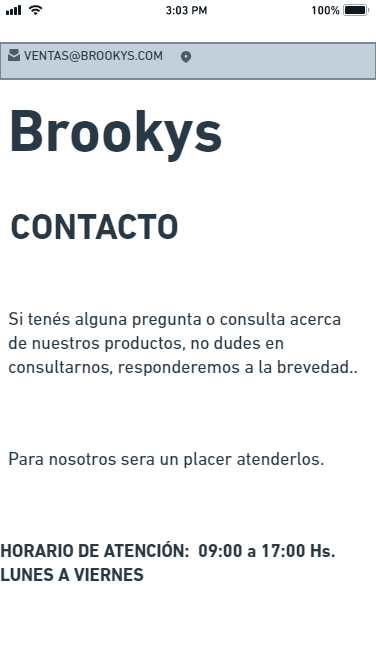 3:03 PM
100%
VENTAS@BROOKYS.COM
Brookys
CONTACTO
Si tenés alguna pregunta o consulta acerca
de nuestros productos, no dudes en
consultarnos, responderemos a la brevedad..
Para nosotros sera un placer atenderlos.
HORARIO DE ATENCIÓN:  09:00 a 17:00 Hs.
LUNES A VIERNES